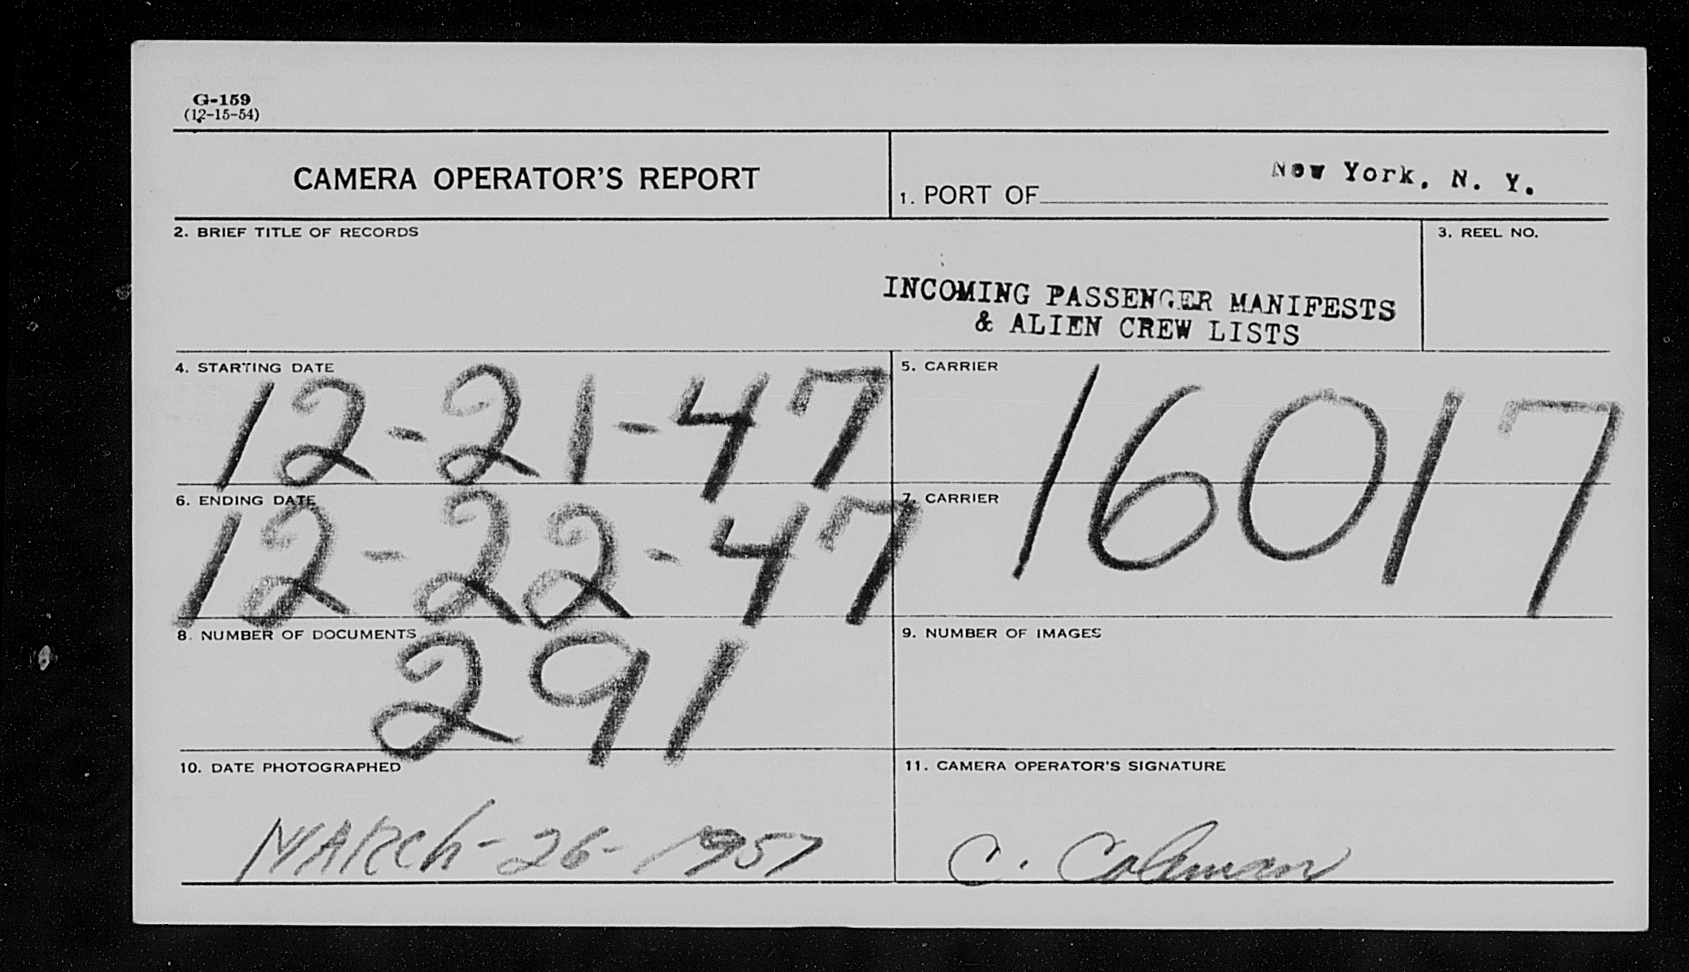 G-159
(12-15-54)
CAMERA OPERATOR'S REPORT
1. PORT OF New York, N. Y.
2. BRIEF TITLE OF RECORDS
INCOMING PASSENGER MANIFESTS
& ALIEN CREW LISTS
3. REEL NO.
4. STARTING DATE
12-21-47
5. CARRIER
16017
6. ENDING DATE
12-22-47
7. CARRIER
8. NUMBER OF DOCUMENTS
291
9. NUMBER OF IMAGES
10. DATE PHOTOGRAPHED
MARch-26-1957
11. CAMERA OPERATOR'S SIGNATURE
C. Coleman